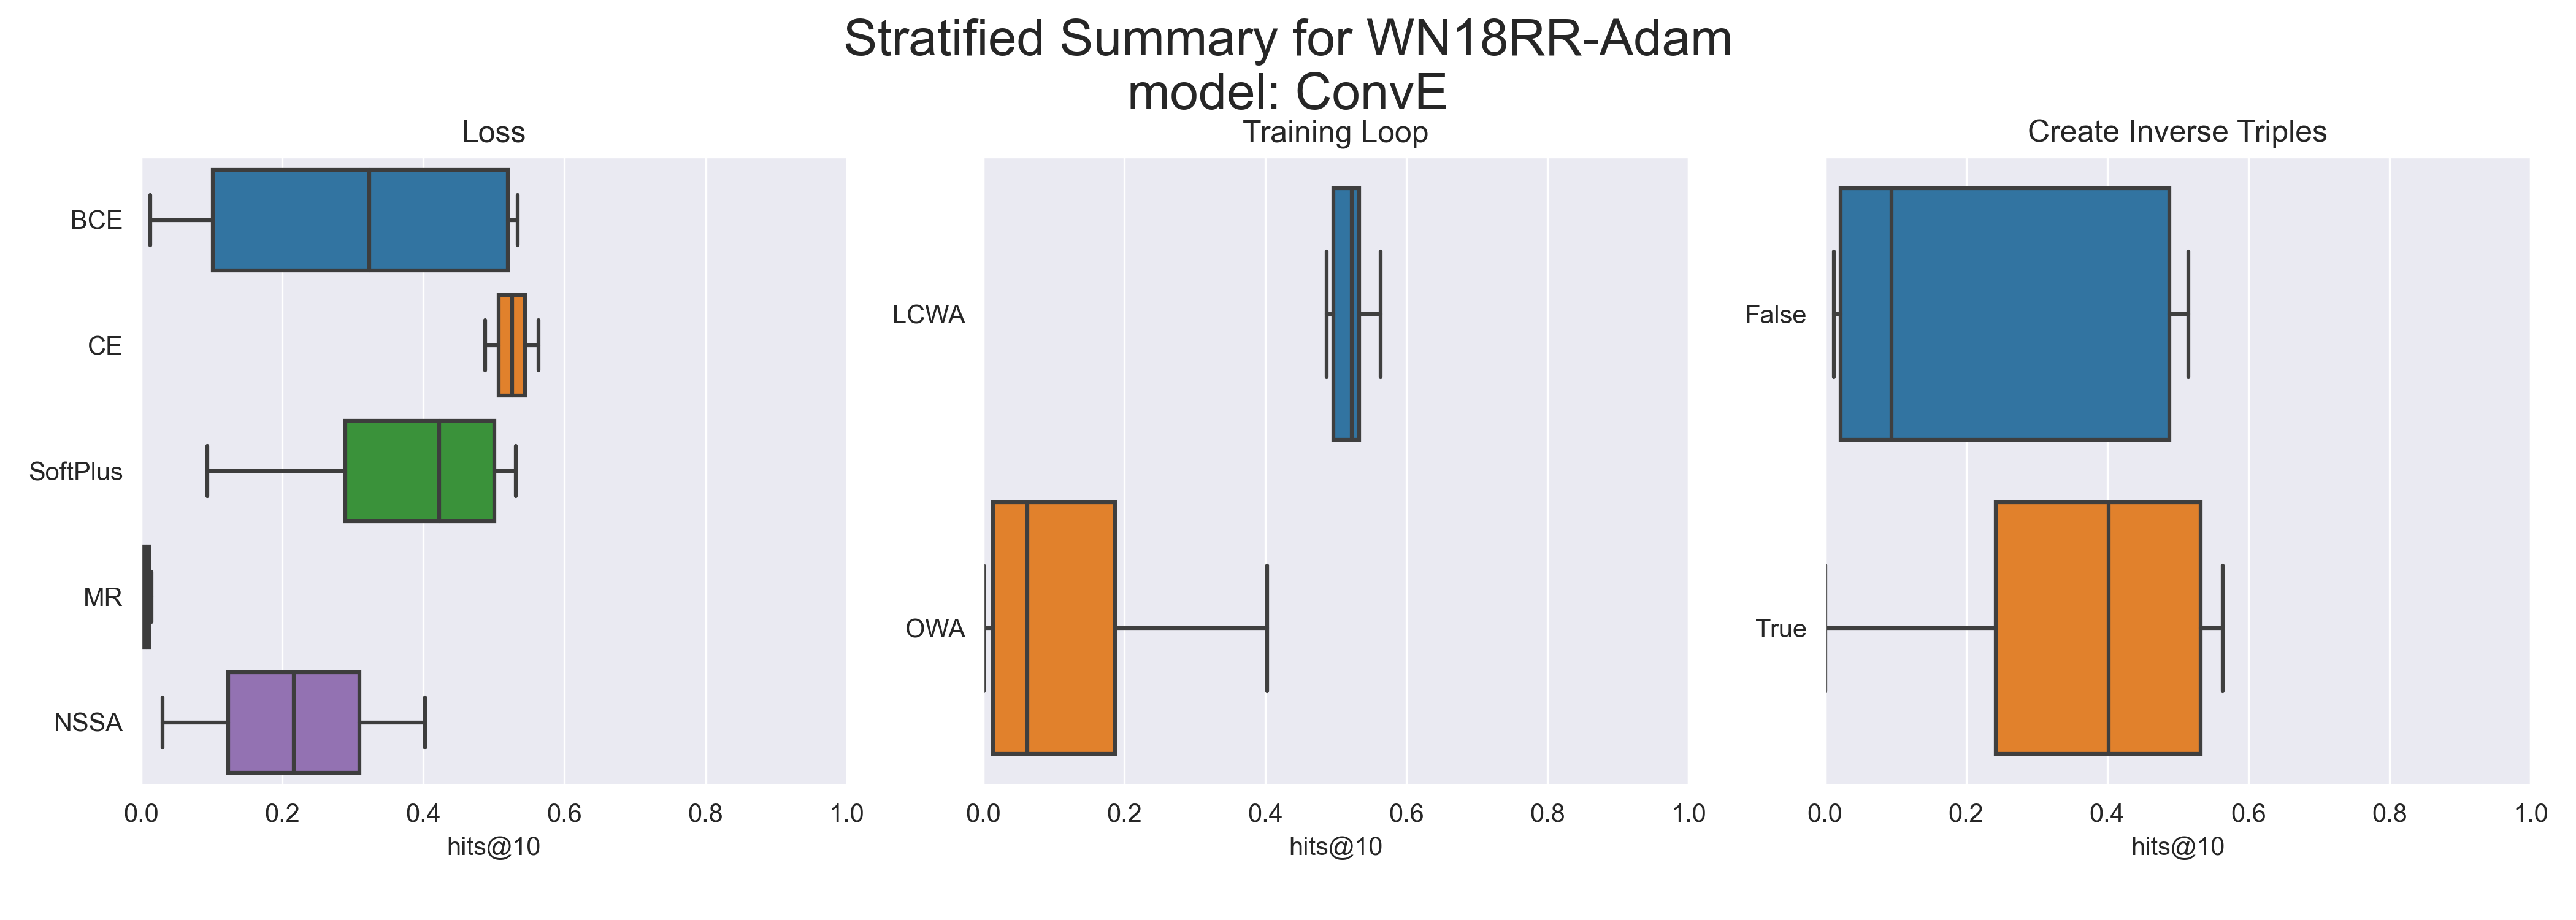 Stratified Summary for WN18RR-Adam
model: ConvE
Loss
BCE
CE
SoftPlus
MR
NSSA
0.0 0.2 0.4 0.6 0.8 1.0
hits@10
Training Loop
LCWA
OWA
0.0 0.2 0.4 0.6 0.8 1.0
hits@10
Create Inverse Triples
False
True
0.0 0.2 0.4 0.6 0.8 1.0
hits@10